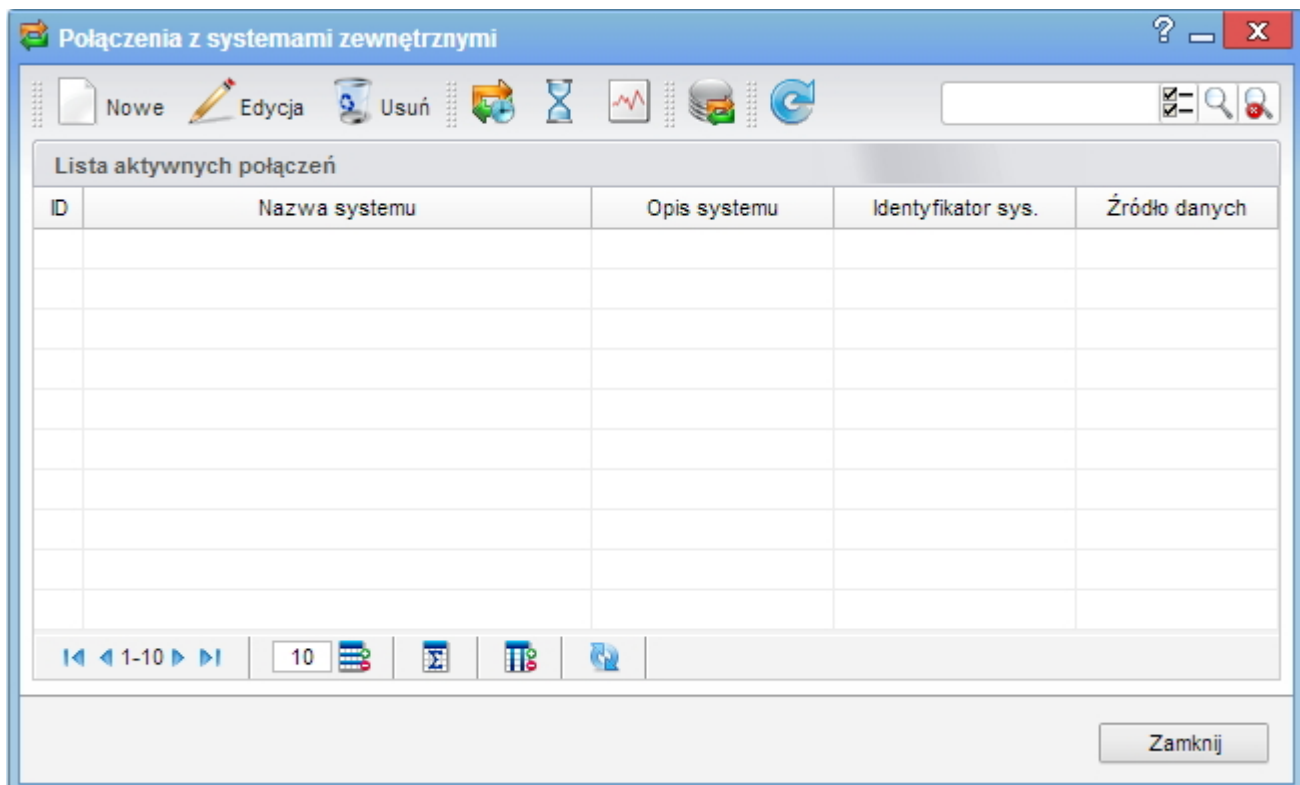 Połączenia z systemami zewnętrznymi
Nowe Edycja Usuń
Lista aktywnych połączeń
ID Nazwa systemu Opis systemu Identyfikator sys. Źródło danych
1-10 10
Zamknij